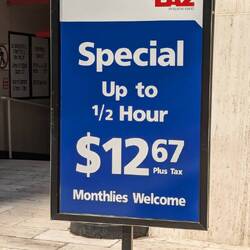 Special
Up to
1/2 Hour
$12.67
Plus Tax
Monthlies Welcome